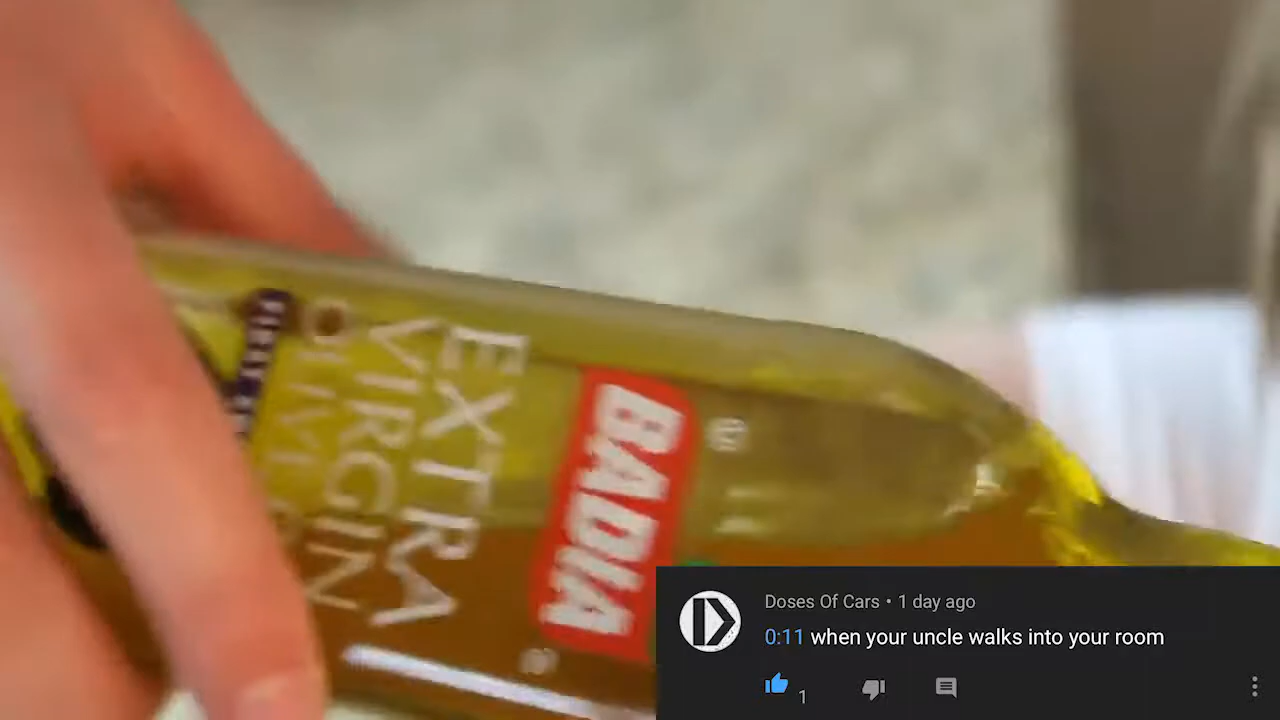 BADIA
®
EXTRA
VIRGIN
Doses Of Cars • 1 day ago
0:11 when your uncle walks into your room
1